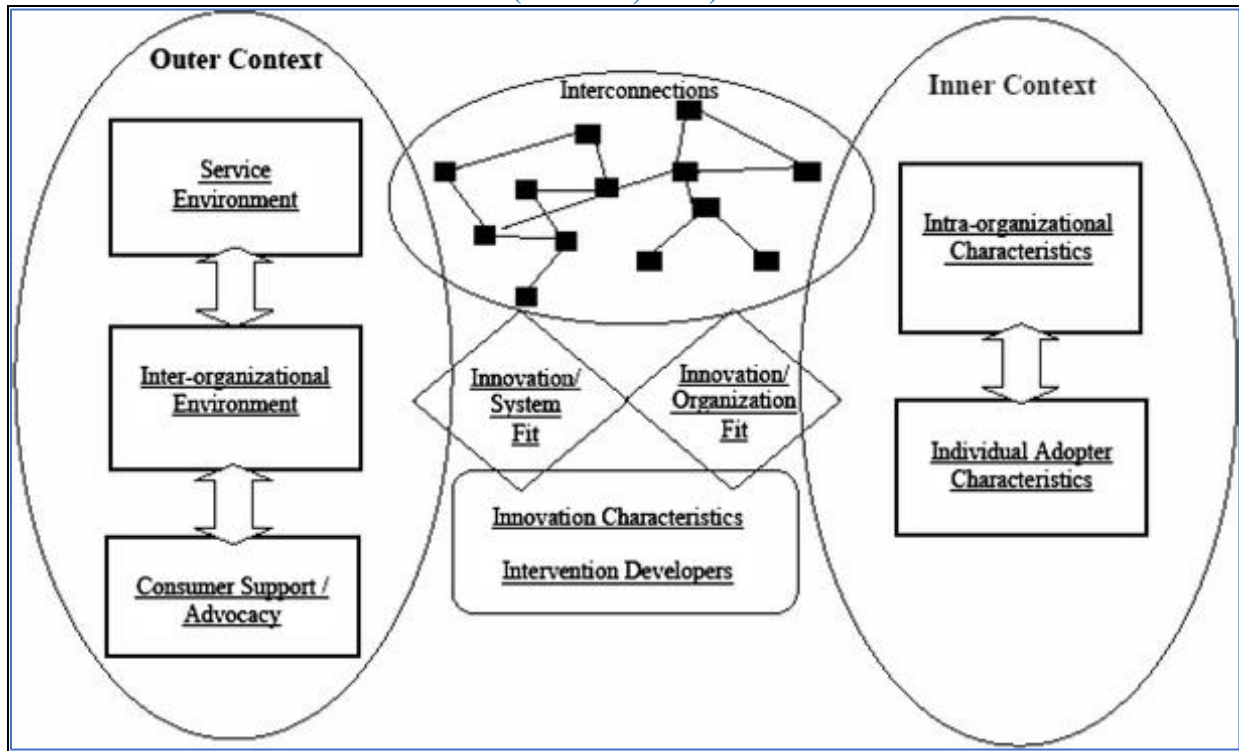 Outer Context
Service
Environment
Inter-organizational
Environment
Consumer Support /
Advocacy
Interconnections
Innovation/
System
Fit
Innovation/
Organization
Fit
Innovation Characteristics
Intervention Developers
Inner Context
Intra-organizational
Characteristics
Individual Adopter
Characteristics